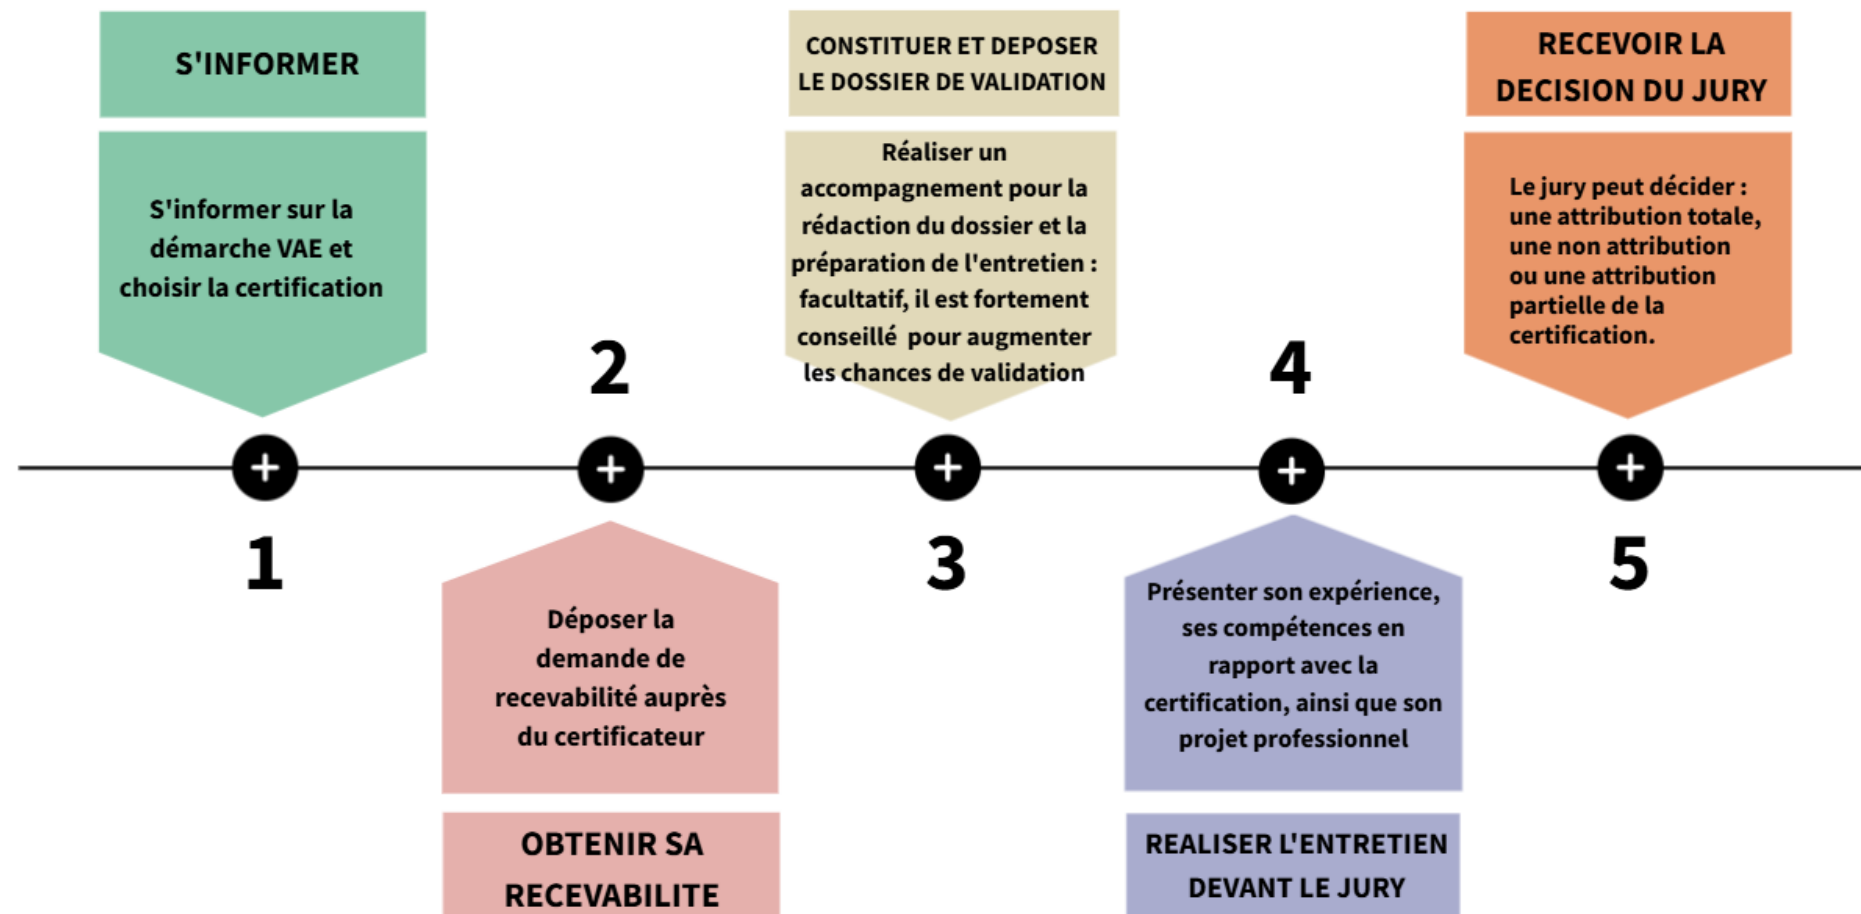 S'INFORMER
S'informer sur la
démarche VAE et
choisir la certification
1
2
Déposer la
demande de
recevabilité auprès
du certificateur
OBTENIR SA
RECEVABILITE
CONSTITUER ET DEPOSER
LE DOSSIER DE VALIDATION
Réaliser un
accompagnement pour la
rédaction du dossier et la
préparation de l'entretien :
facultatif, il est fortement
conseillé pour augmenter
les chances de validation
3
4
Présenter son expérience,
ses compétences en
rapport avec la
certification, ainsi que son
projet professionnel
REALISER L'ENTRETIEN
DEVANT LE JURY
RECEVOIR LA
DECISION DU JURY
Le jury peut décider :
une attribution totale,
une non attribution
ou une attribution
partielle de la
certification.
5